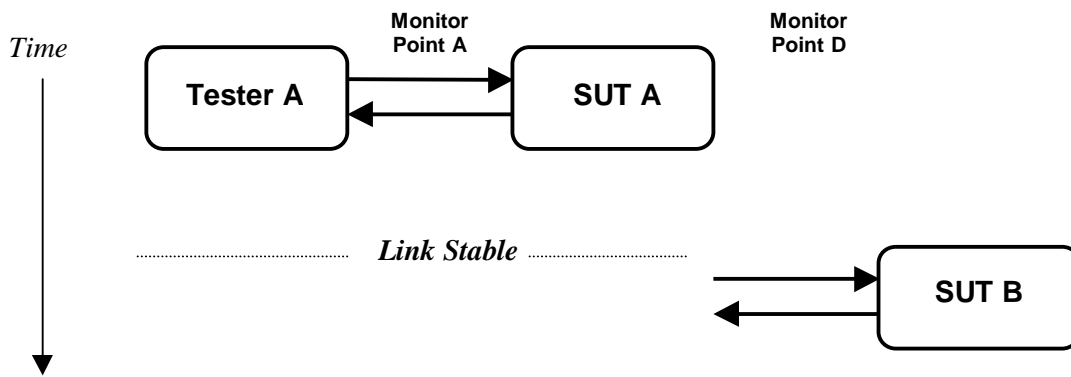 Monitor
Point A
Monitor
Point D
Time
Tester A
SUT A
Link Stable
SUT B